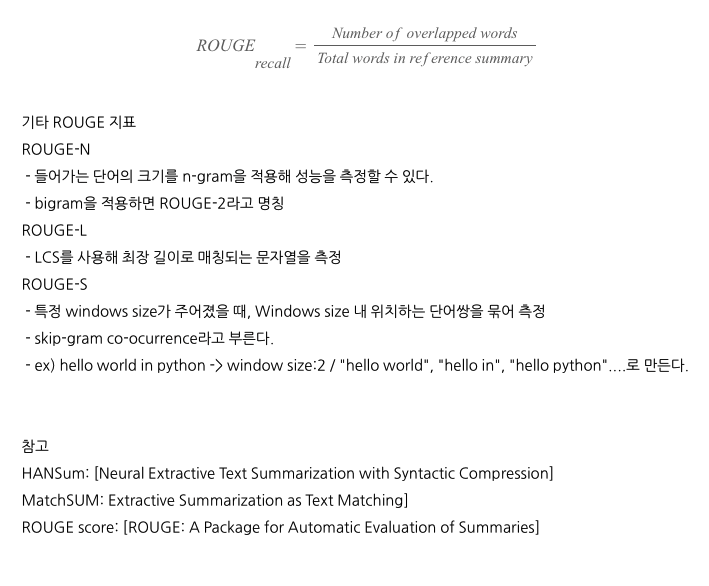 ROUGE recall = Number of overlapped words / Total words in reference summary
기타 ROUGE 지표
ROUGE-N
- 들어가는 단어의 크기를 n-gram을 적용해 성능을 측정할 수 있다.
- bigram을 적용하면 ROUGE-2라고 명칭
ROUGE-L
- LCS를 사용해 최장 길이로 매칭되는 문자열을 측정
ROUGE-S
- 특정 windows size가 주어졌을 때, Windows size 내 위치하는 단어쌍을 묶어 측정
- skip-gram co-ocurrence라고 부른다.
- ex) hello world in python -> window size:2 / "hello world", "hello in", "hello python"....로 만든다.
참고
HANSum: [Neural Extractive Text Summarization with Syntactic Compression]
MatchSUM: Extractive Summarization as Text Matching]
ROUGE score: [ROUGE: A Package for Automatic Evaluation of Summaries]